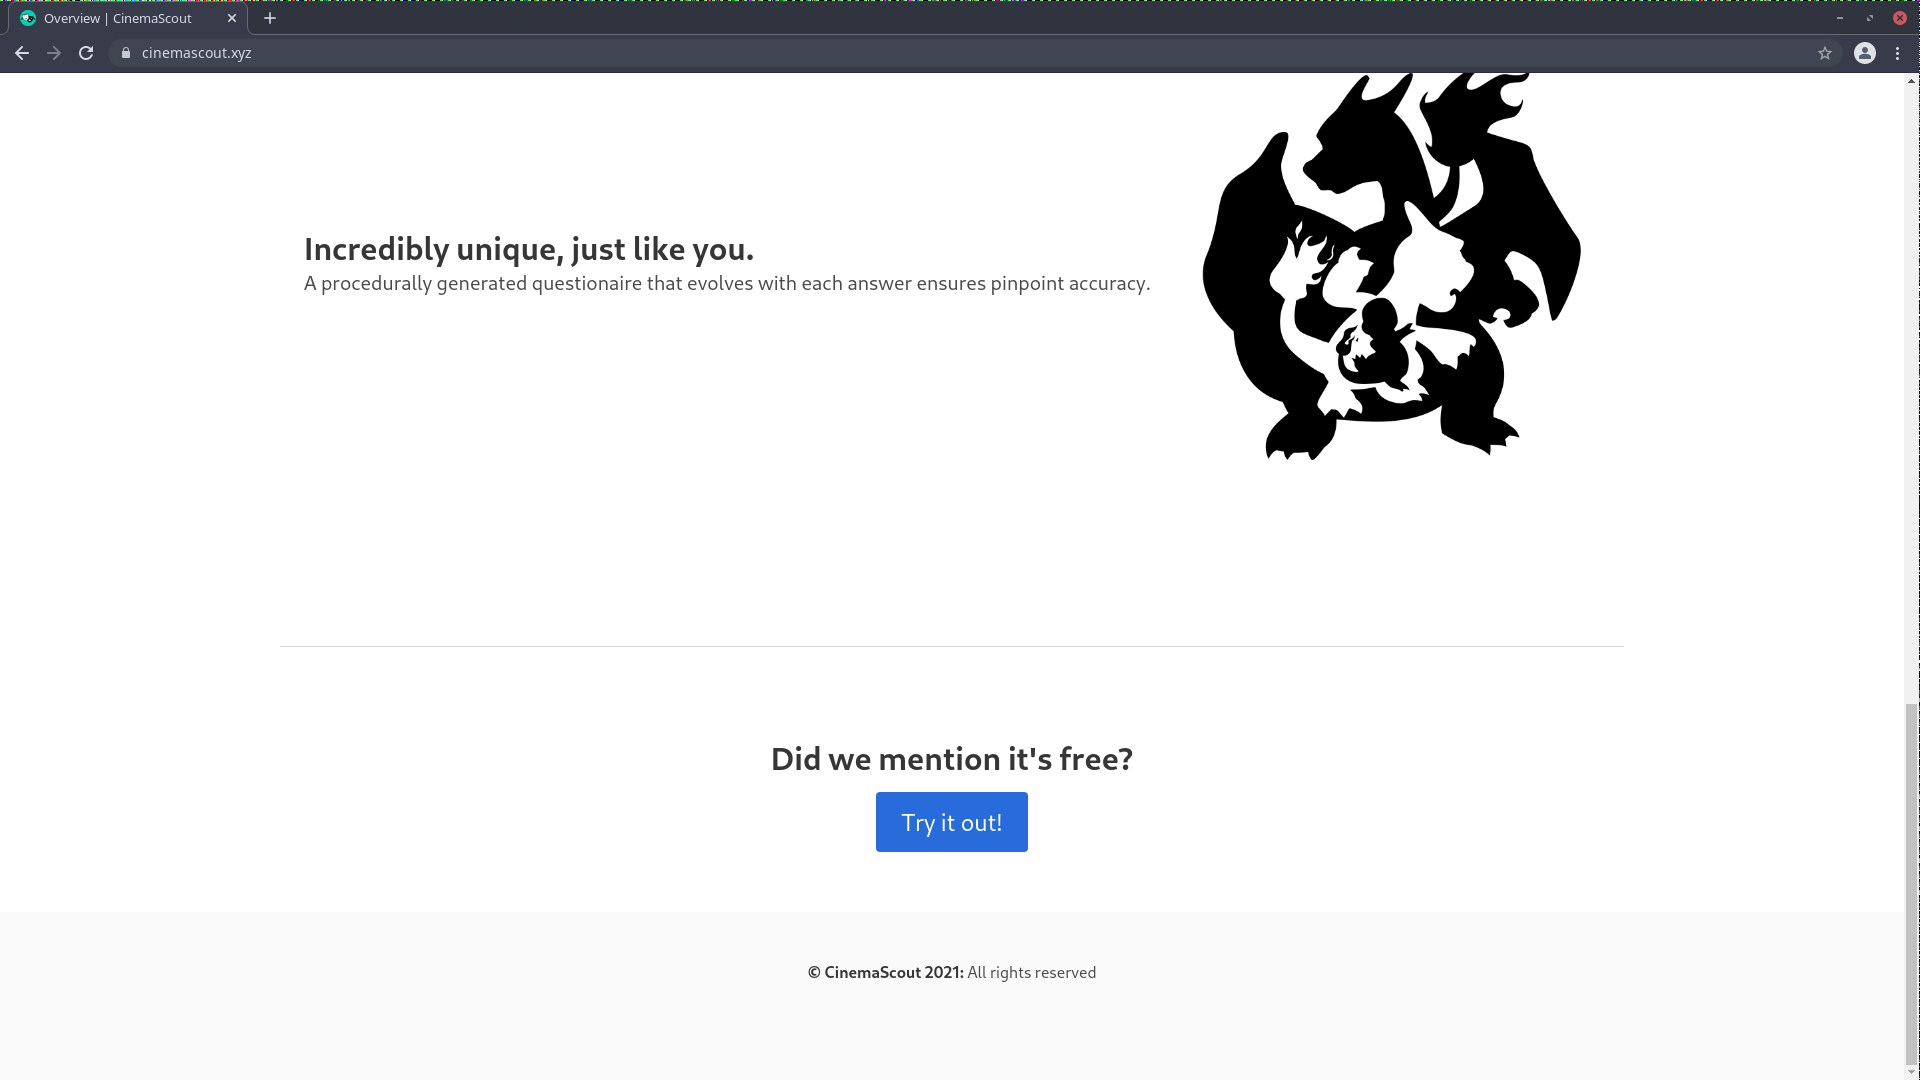 Overview | CinemaScout
cinemascout.xyz
Incredibly unique, just like you.
A procedurally generated questionaire that evolves with each answer ensures pinpoint accuracy.
Did we mention it's free?
Try it out!
© CinemaScout 2021: All rights reserved